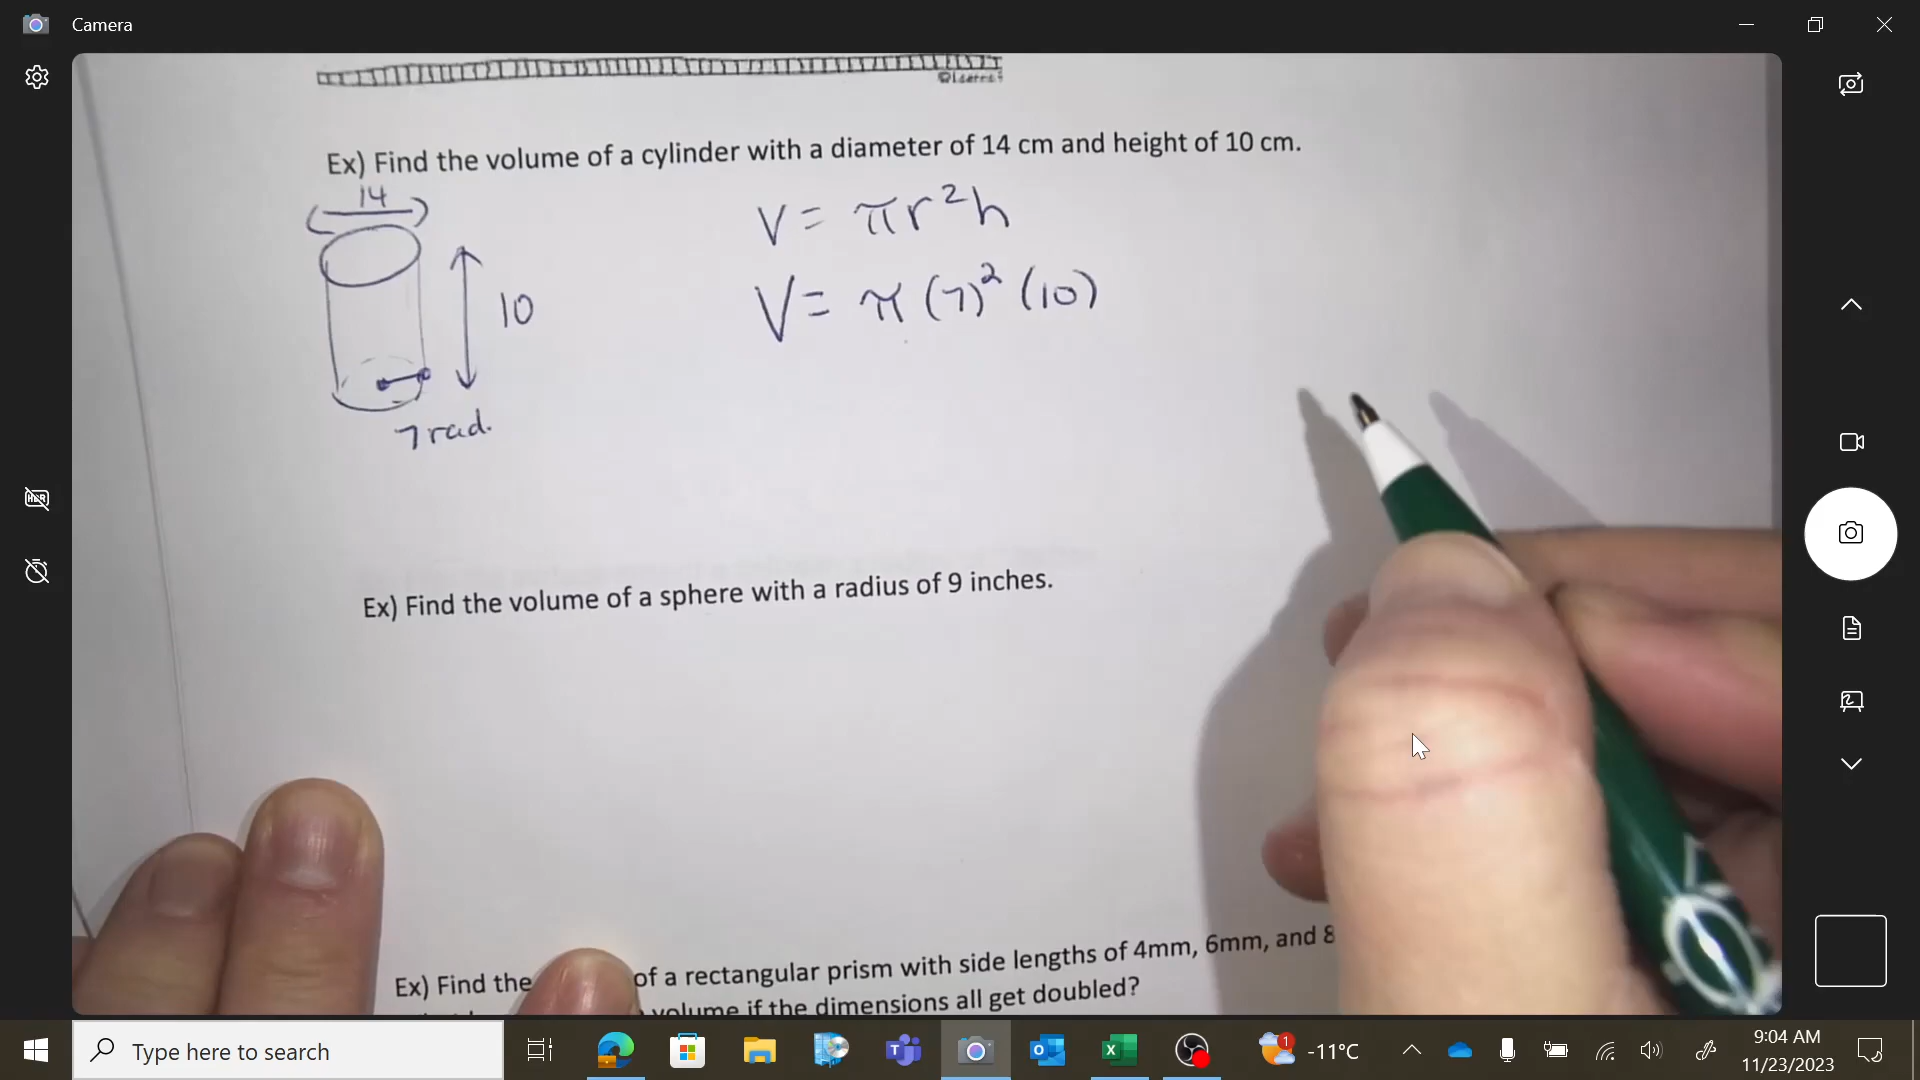 Camera
Ex) Find the volume of a cylinder with a diameter of 14 cm and height of 10 cm.
14
V = πr²h
V = π (7)² (10)
10
7 rad.
Ex) Find the volume of a sphere with a radius of 9 inches.
Ex) Find the of a rectangular prism with side lengths of 4mm, 6mm, and 8
volume if the dimensions all get doubled?
Type here to search
1
-11°C
9:04 AM
11/23/2023